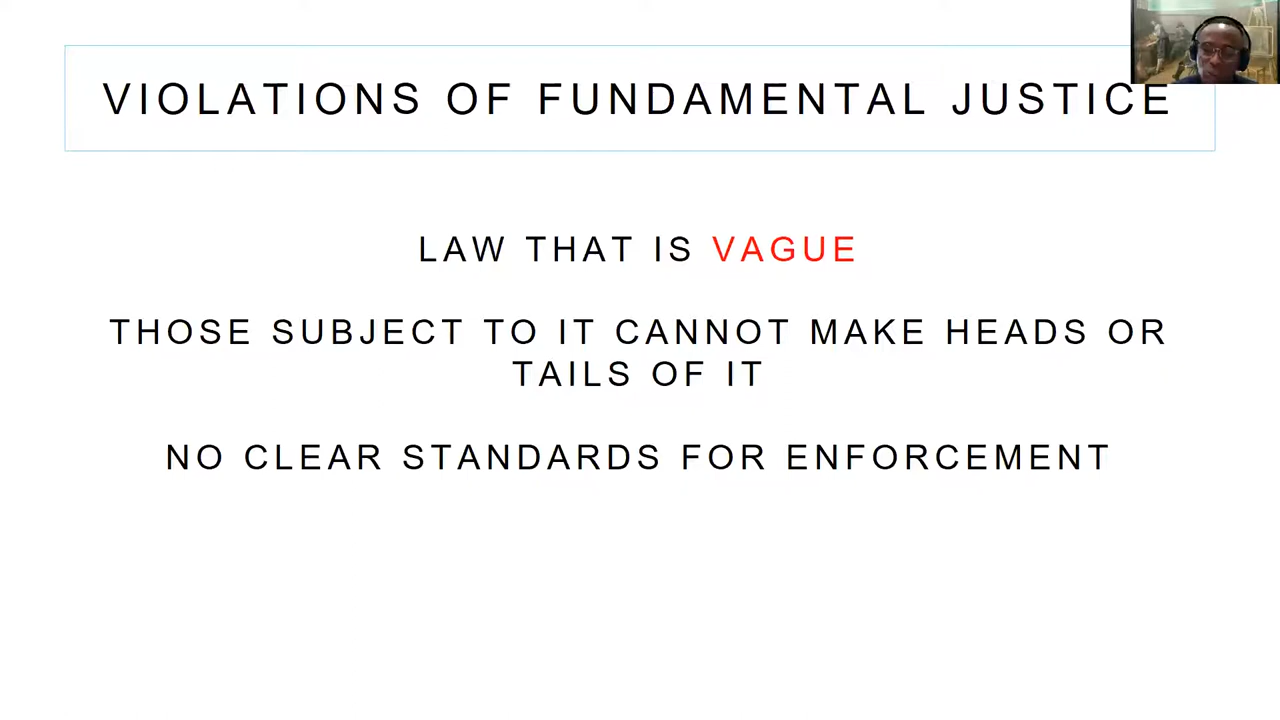 VIOLATIONS OF FUNDAMENTAL JUSTICE
LAW THAT IS VAGUE
THOSE SUBJECT TO IT CANNOT MAKE HEADS OR
TAILS OF IT
NO CLEAR STANDARDS FOR ENFORCEMENT